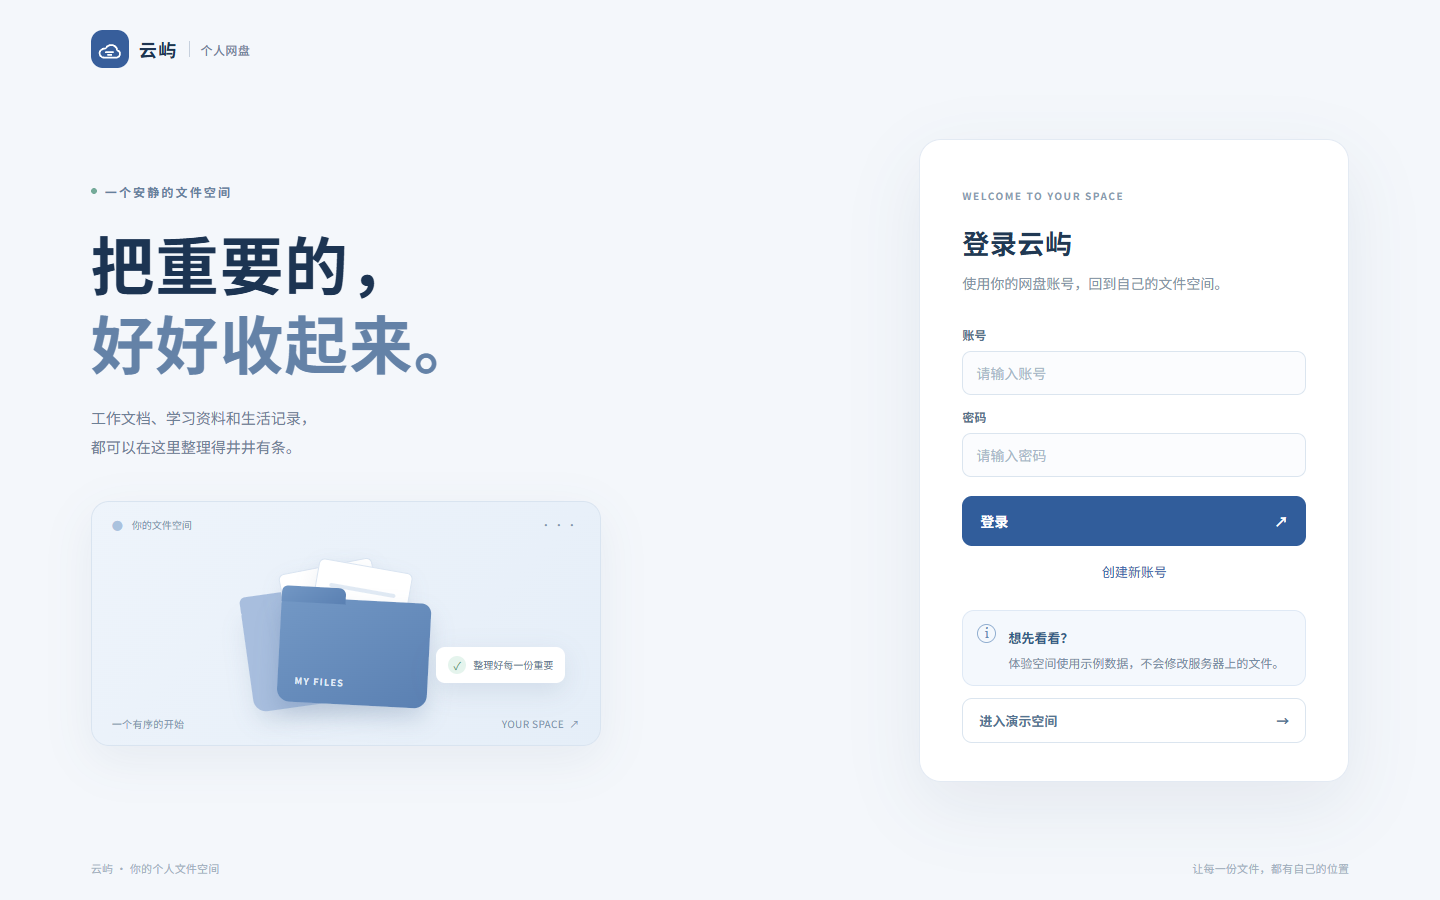 云屿
个人网盘
一个安静的文件空间
把重要的，
好好收起来。
工作文档、学习资料和生活记录，
都可以在这里整理得井井有条。
你的文件空间
MY FILES
整理好每一份重要
一个有序的开始
YOUR SPACE ↗
WELCOME TO YOUR SPACE
登录云屿
使用你的网盘账号，回到自己的文件空间。
账号
请输入账号
密码
请输入密码
登录 ↗
创建新账号
想先看看？
体验空间使用示例数据，不会修改服务器上的文件。
进入演示空间 →
云屿 · 你的个人文件空间
让每一份文件，都有自己的位置